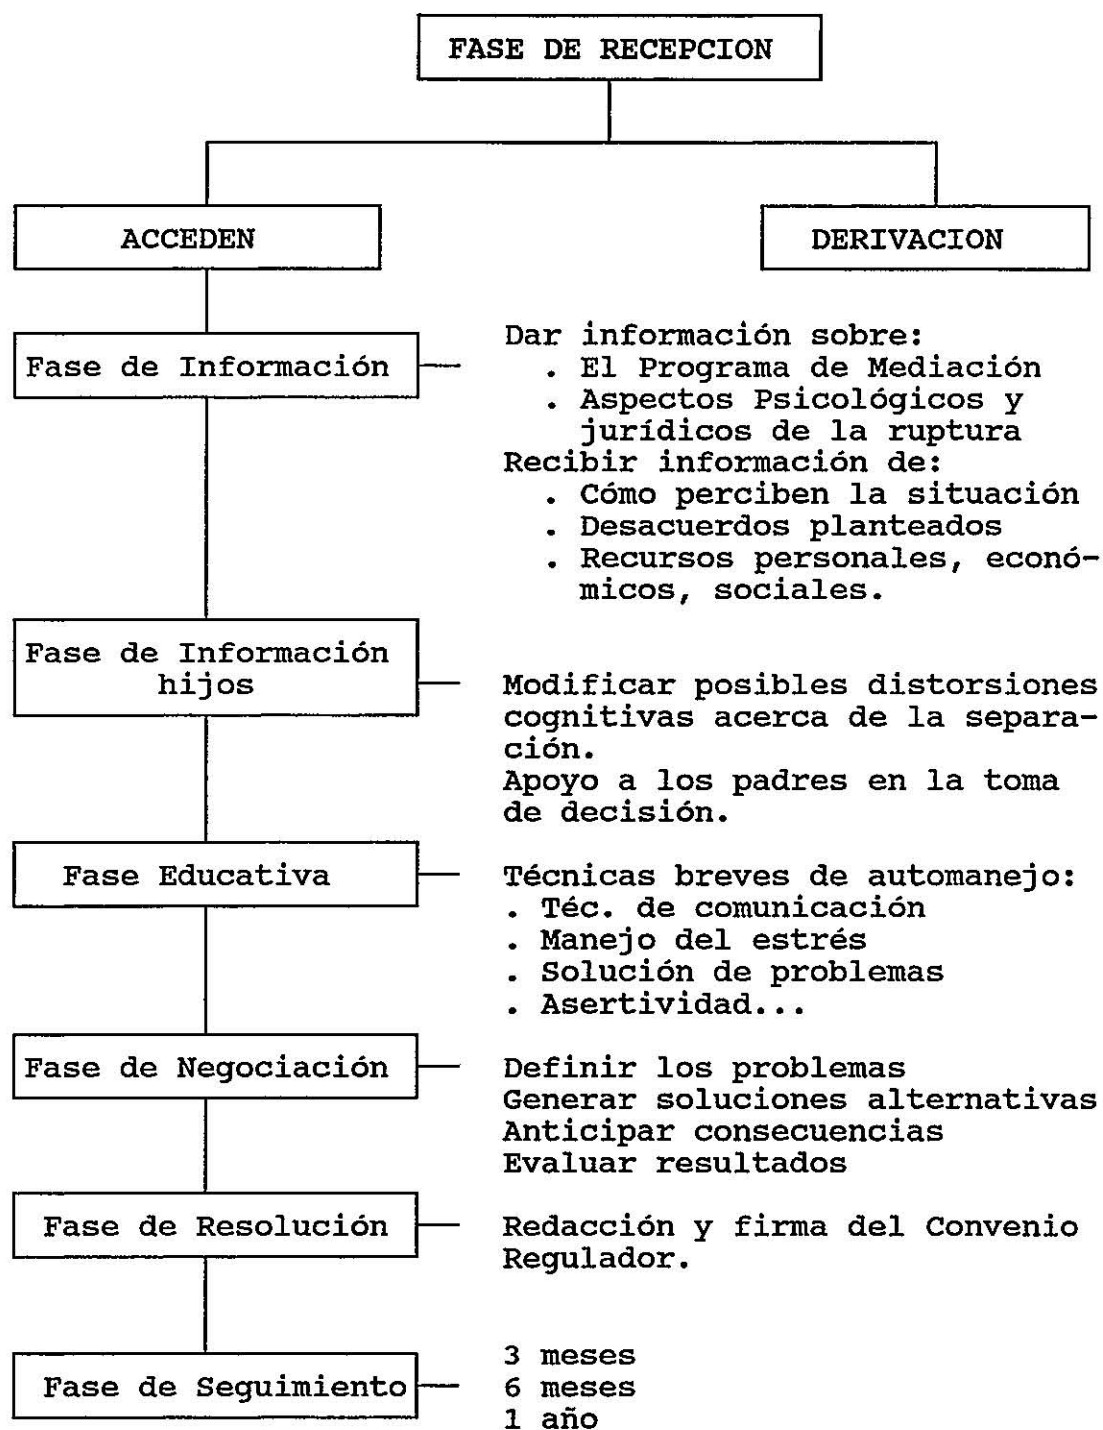 FASE DE RECEPCION
ACCEDEN
DERIVACION
Fase de Información
Dar información sobre:
. El Programa de Mediación
. Aspectos Psicológicos y
jurídicos de la ruptura
Recibir información de:
. Cómo perciben la situación
. Desacuerdos planteados
. Recursos personales, econó-
micos, sociales.
Fase de Información
hijos
Modificar posibles distorsiones
cognitivas acerca de la separa-
ción.
Apoyo a los padres en la toma
de decisión.
Fase Educativa
Técnicas breves de automanejo:
. Téc. de comunicación
. Manejo del estrés
. Solución de problemas
. Asertividad...
Fase de Negociación
Definir los problemas
Generar soluciones alternativas
Anticipar consecuencias
Evaluar resultados
Fase de Resolución
Redacción y firma del Convenio
Regulador.
Fase de Seguimiento
3 meses
6 meses
1 año